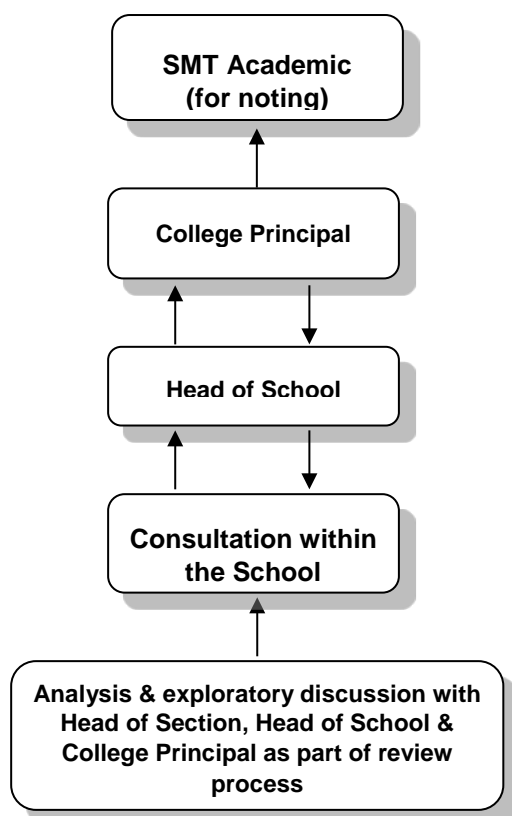 SMT Academic
(for noting)
College Principal
Head of School
Consultation within
the School
Analysis & exploratory discussion with
Head of Section, Head of School &
College Principal as part of review
process